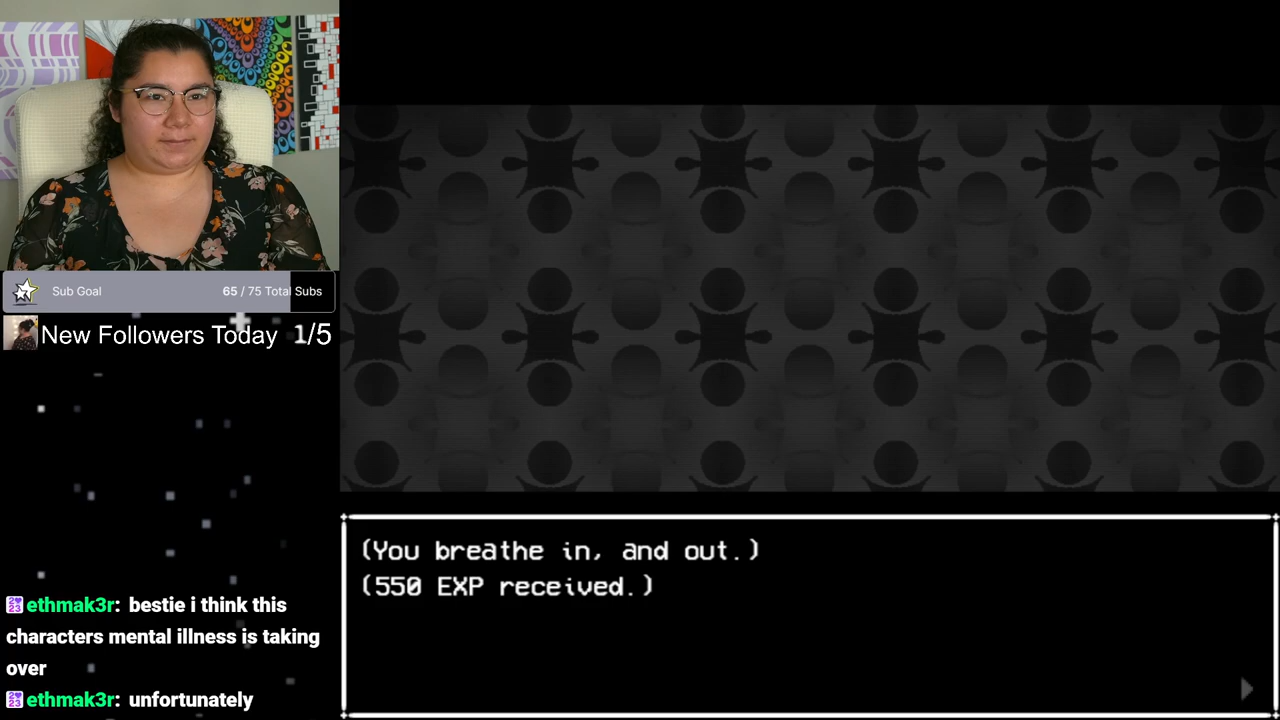 Sub Goal 65 / 75 Total Subs
New Followers Today 1/5
ethmak3r: bestie i think this
characters mental illness is taking
over
ethmak3r: unfortunately
(You breathe in, and out.)
(550 EXP received.)